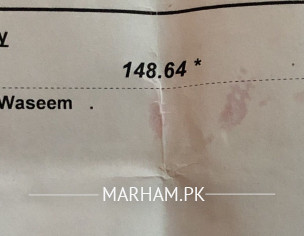 y
148.64 *
Waseem .
MARHAM.PK